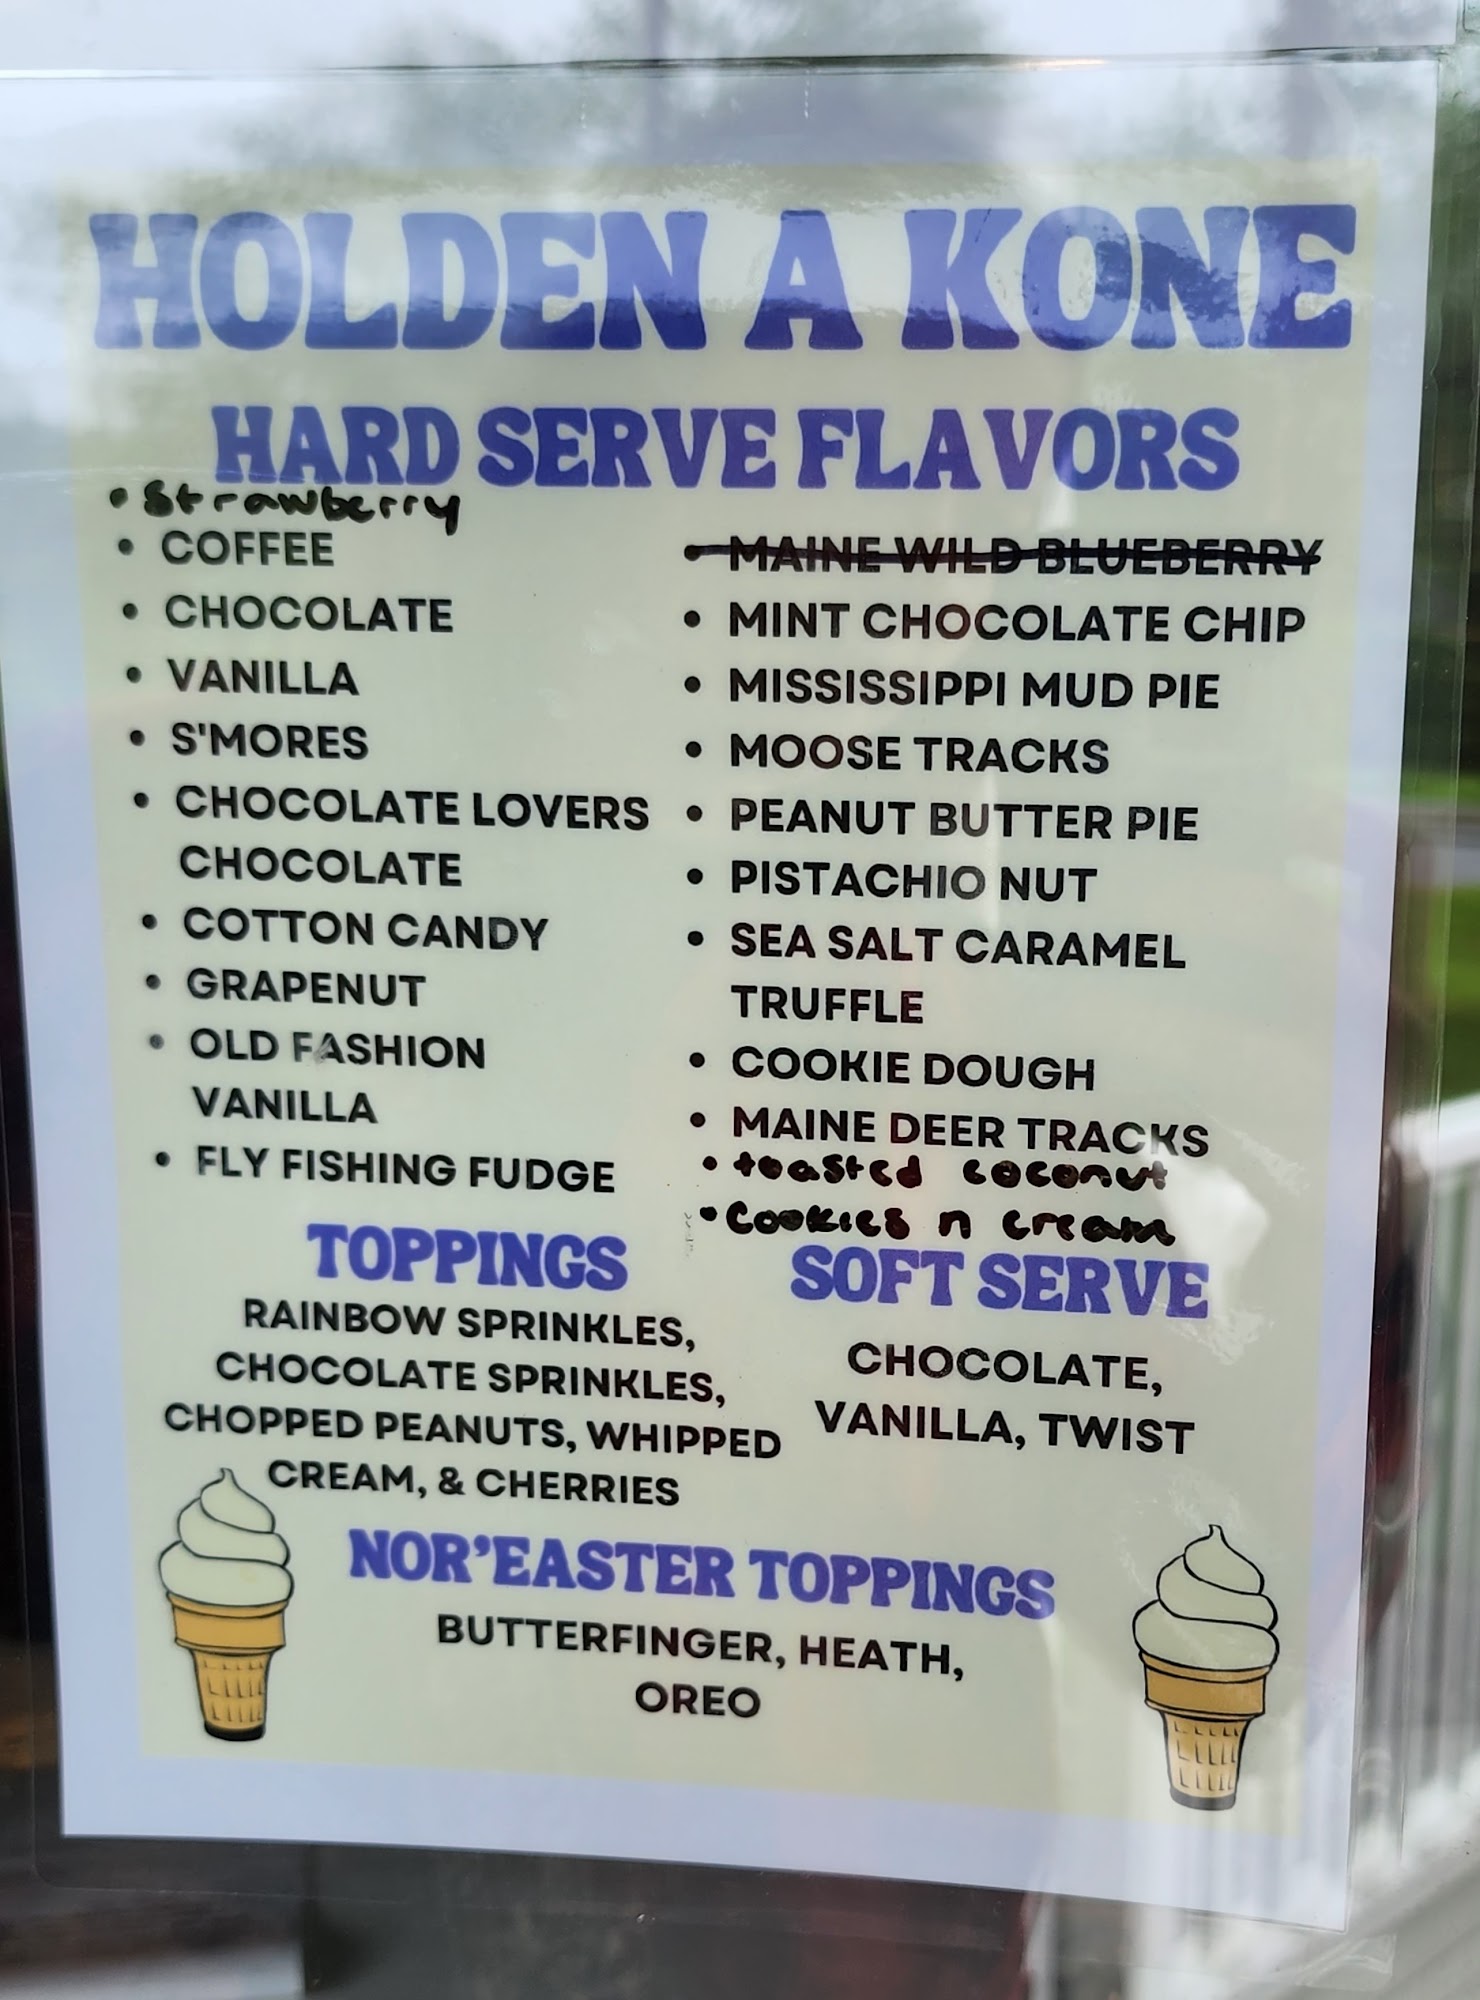 HOLDEN A KONE
HARD SERVE FLAVORS
• Strawberry
• COFFEE
• CHOCOLATE
• VANILLA
• S'MORES
• CHOCOLATE LOVERS
CHOCOLATE
• COTTON CANDY
• GRAPENUT
• OLD FASHION
VANILLA
• FLY FISHING FUDGE
• MAINE WILD BLUEBERRY
• MINT CHOCOLATE CHIP
• MISSISSIPPI MUD PIE
• MOOSE TRACKS
• PEANUT BUTTER PIE
• PISTACHIO NUT
• SEA SALT CARAMEL
TRUFFLE
• COOKIE DOUGH
• MAINE DEER TRACKS
• toasted coconut
• Cookies n cream
TOPPINGS
RAINBOW SPRINKLES,
CHOCOLATE SPRINKLES,
CHOPPED PEANUTS, WHIPPED
CREAM, & CHERRIES
SOFT SERVE
CHOCOLATE,
VANILLA, TWIST
NOR’EASTER TOPPINGS
BUTTERFINGER, HEATH,
OREO